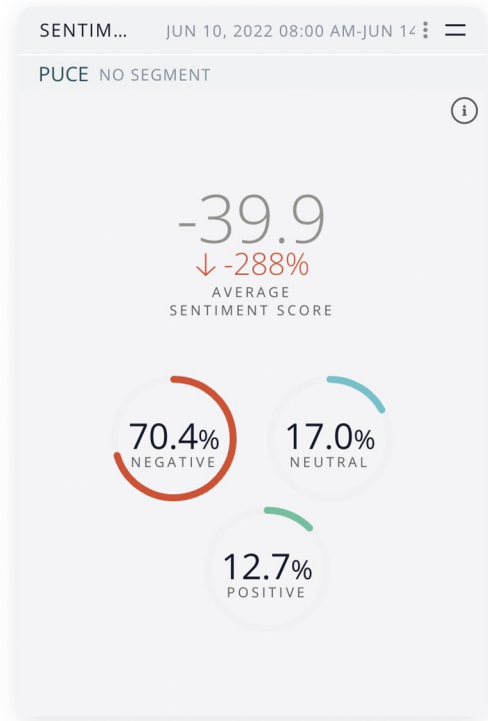 SENTIM... JUN 10, 2022 08:00 AM-JUN 14
PUCE NO SEGMENT
i
-39.9
↓ -288%
AVERAGE
SENTIMENT SCORE
70.4% 17.0%
NEGATIVE NEUTRAL
12.7%
POSITIVE